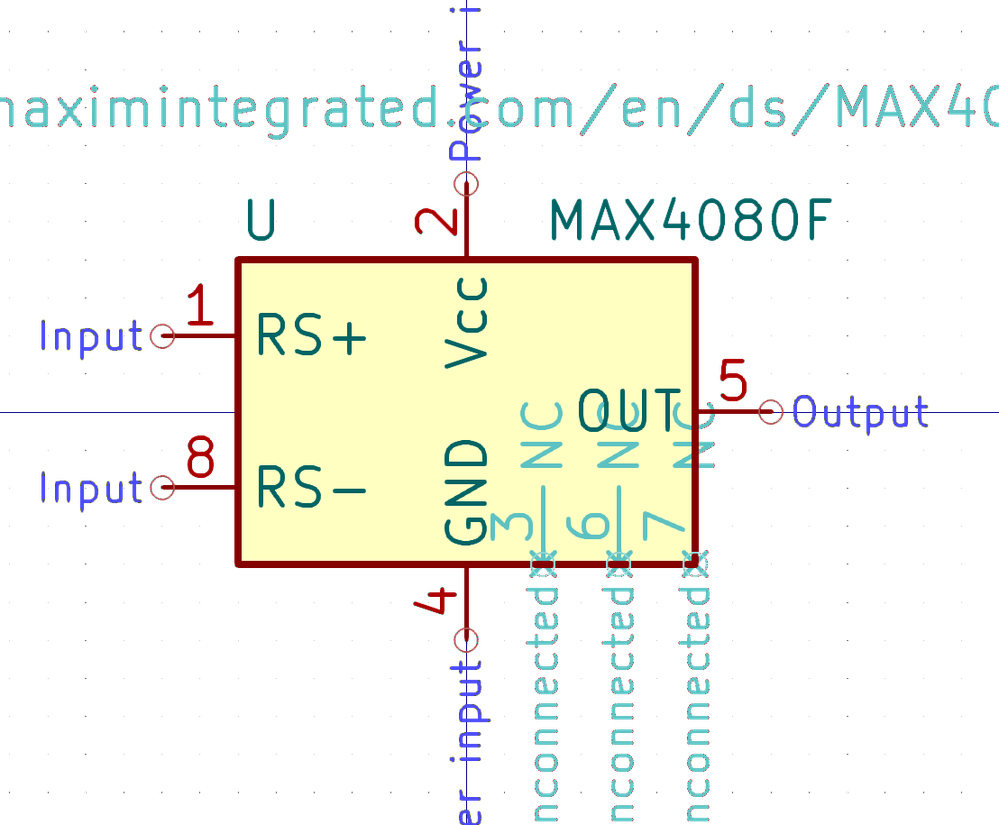 Power i
maximintegrated.com/en/ds/MAX40
U
MAX4080F
2
1
Input
RS+
Vcc
5
OUT
Output
NC
NC
NC
8
Input
RS-
GND
3
6
7
4
er input
nconnected
nconnected
nconnected